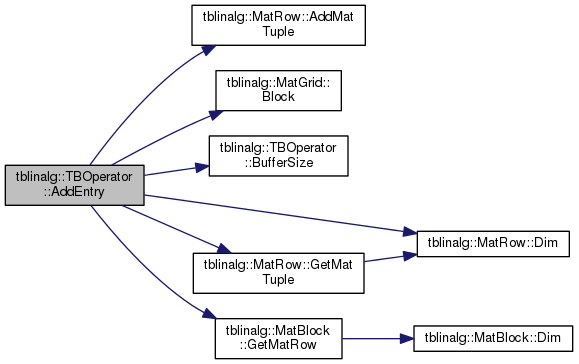 tblinalg::MatRow::AddMat
Tuple
tblinalg::MatGrid::
Block
tblinalg::TBOperator
::BufferSize
tblinalg::TBOperator
::AddEntry
tblinalg::MatRow::Dim
tblinalg::MatRow::GetMat
Tuple
tblinalg::MatBlock
::GetMatRow
tblinalg::MatBlock::Dim